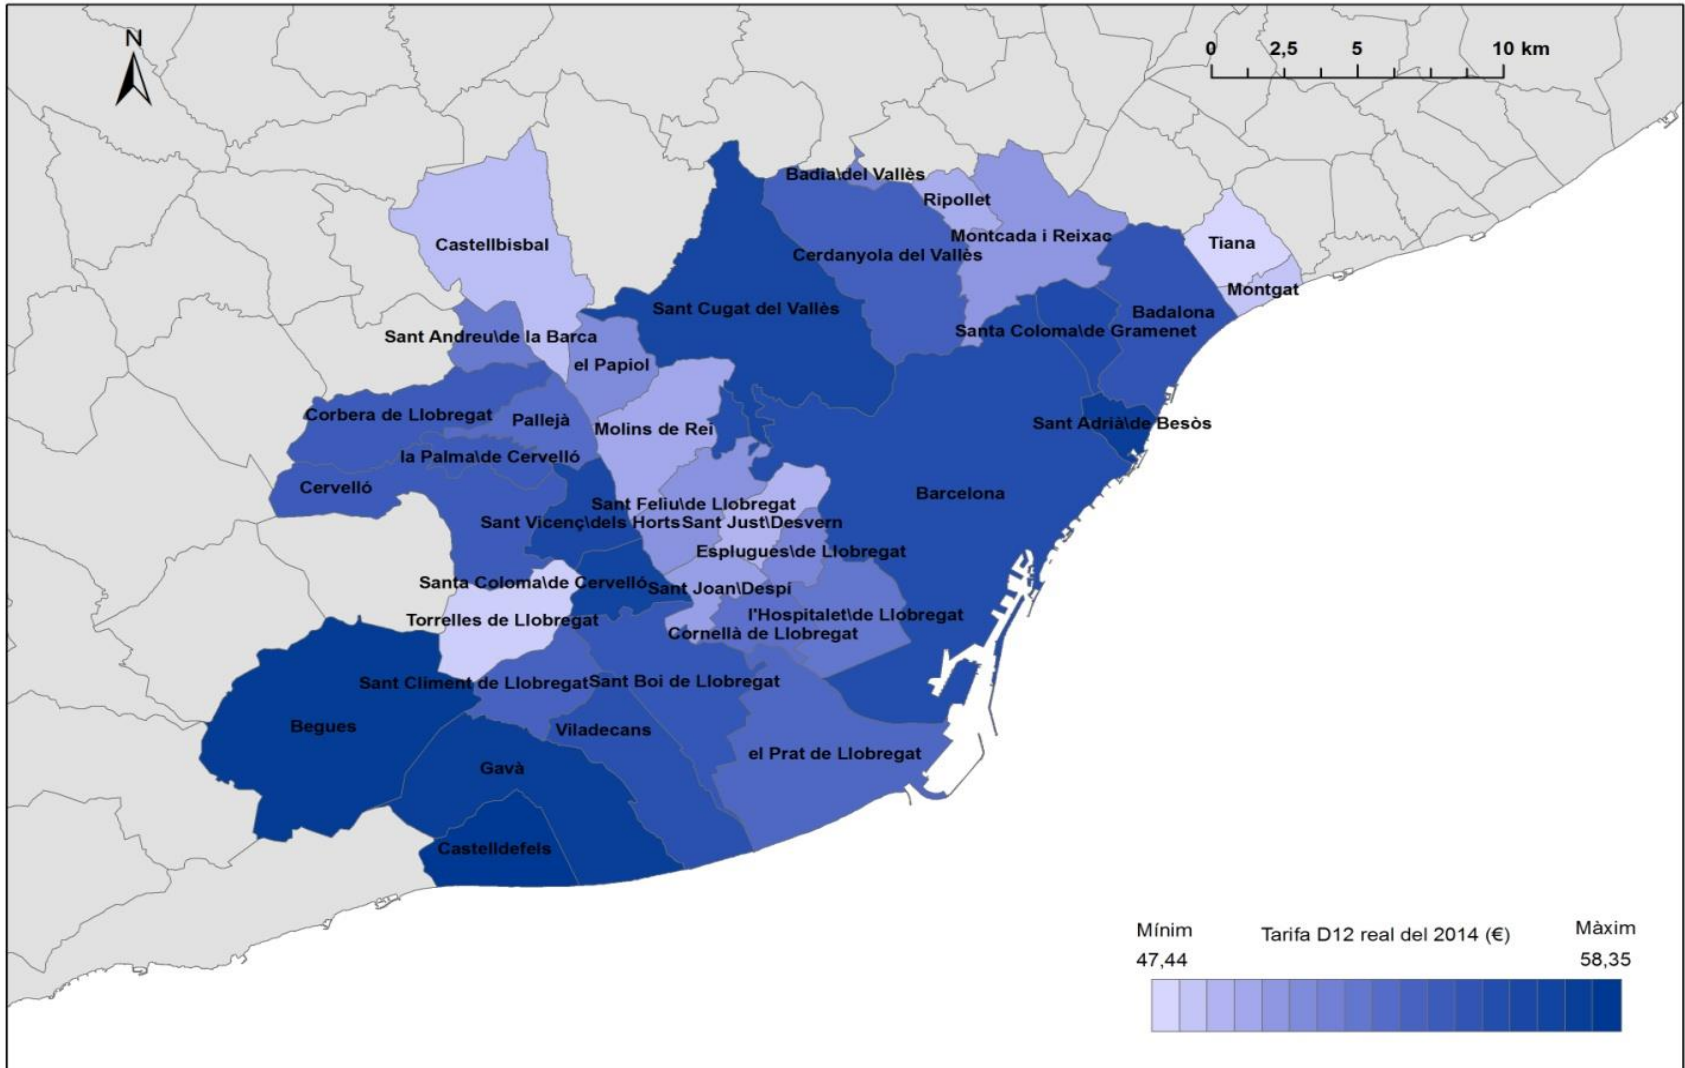 N
0 2,5 5 10 km
Badia\del Vallès
Ripollet
Montcada i Reixac
Tiana
Castellbisbal
Cerdanyola del Vallès
Montgat
Sant Cugat del Vallès
Badalona
Santa Coloma\de Gramenet
Sant Andreu\de la Barca
el Papiol
Corbera de Llobregat
Pallejà
Molins de Rei
Sant Adrià\de Besòs
la Palma\de Cervelló
Cervelló
Barcelona
Sant Feliu\de Llobregat
Sant Vicenç\dels Horts
Sant Just\Desvern
Esplugues\de Llobregat
Santa Coloma\de Cervelló
Sant Joan\Despí
Torrelles de Llobregat
l'Hospitalet\de Llobregat
Cornellà de Llobregat
Sant Climent de Llobregat
Sant Boi de Llobregat
Begues
Viladecans
el Prat de Llobregat
Gavà
Castelldefels
Mínim Tarifa D12 real del 2014 (€) Màxim
47,44 58,35